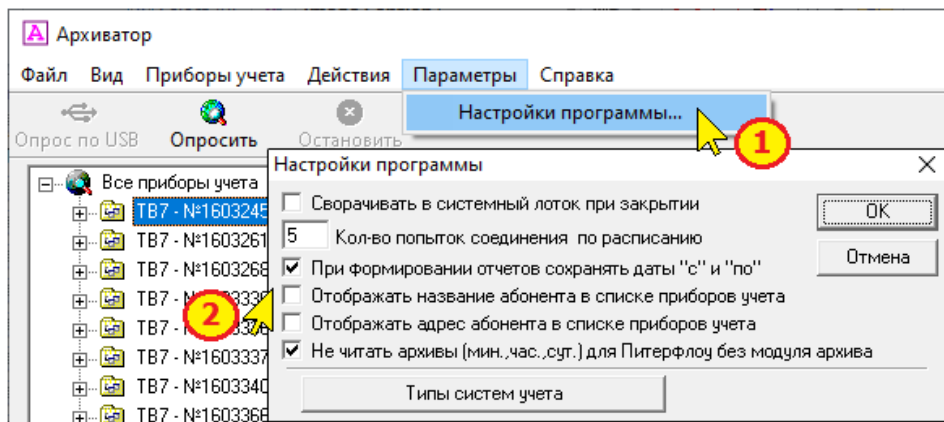 Архиватор
Файл Вид Приборы учета Действия Параметры Справка
Настройки программы...
1
Опрос по USB Опросить Остановить
Настройки программы
Все приборы учета
Сворачивать в системный лоток при закрытии
OK
ТВ7 - №1603245
5 Кол-во попыток соединения по расписанию
ТВ7 - №1603261
Отмена
При формировании отчетов сохранять даты "с" и "по"
ТВ7 - №1603268
Отображать название абонента в списке приборов учета
2
Отображать адрес абонента в списке приборов учета
ТВ7 -
Не читать архивы (мин.,час.,сут.) для Питерфлоу без модуля архива
ТВ7 - №1603337
ТВ7 - №1603340
Типы систем учета
ТВ7 - №1603366